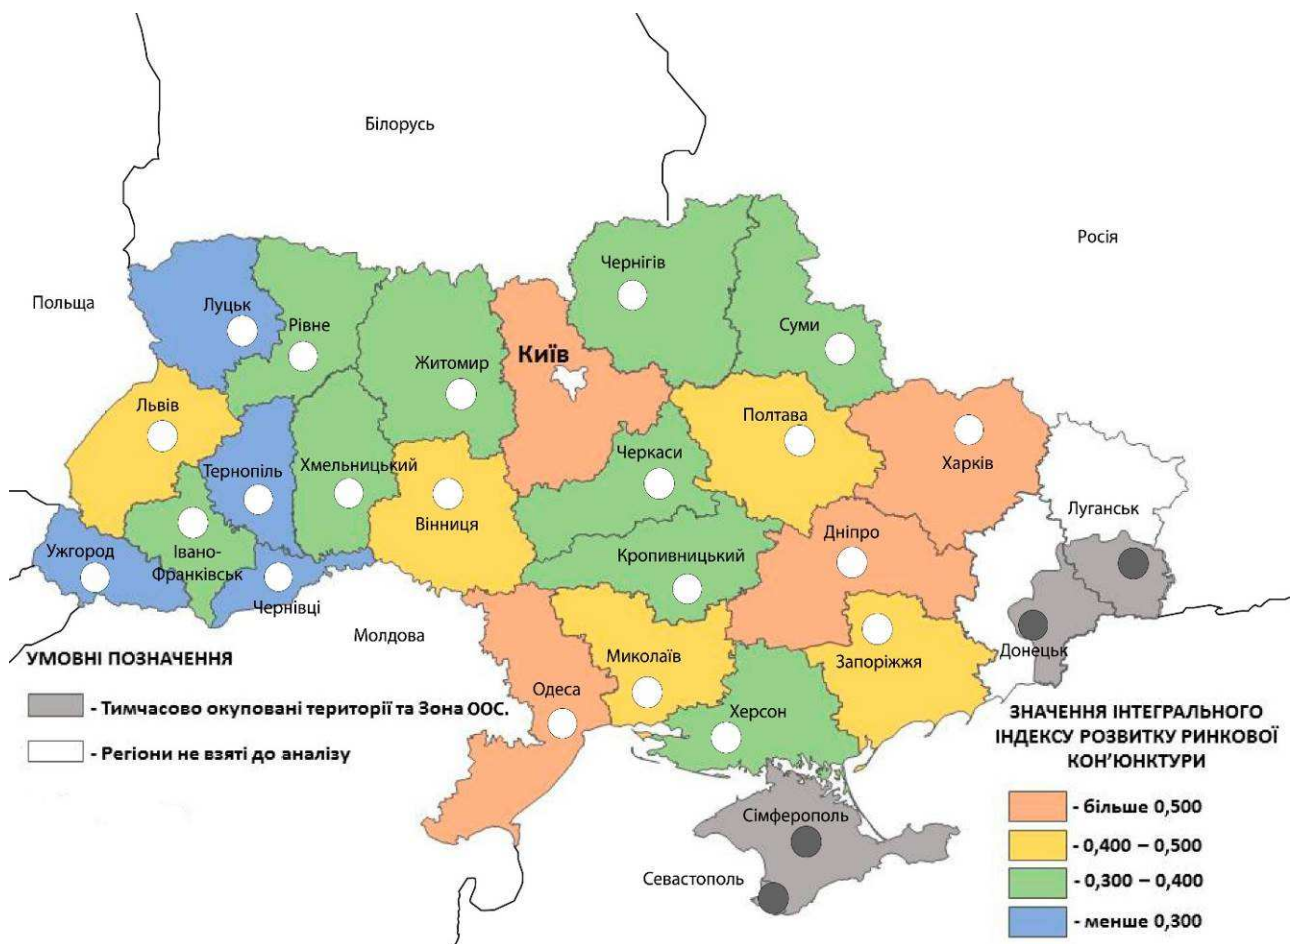 Білорусь
Росія
Польща
Чернігів
Луцьк
Рівне
Суми
Київ
Житомир
Львів
Полтава
Черкаси
Харків
Тернопіль
Хмельницький
Вінниця
Луганськ
Дніпро
Ужгород
Івано-
Франківськ
Кропивницький
Чернівці
Молдова
Миколаїв
Запоріжжя
Донецьк
Одеса
Херсон
Сімферополь
Севастополь
УМОВНІ ПОЗНАЧЕННЯ
- Тимчасово окуповані території та Зона ООС.
- Регіони не взяті до аналізу
ЗНАЧЕННЯ ІНТЕГРАЛЬНОГО
ІНДЕКСУ РОЗВИТКУ РИНКОВОЇ
КОН’ЮНКТУРИ
- більше 0,500
- 0,400 – 0,500
- 0,300 – 0,400
- менше 0,300